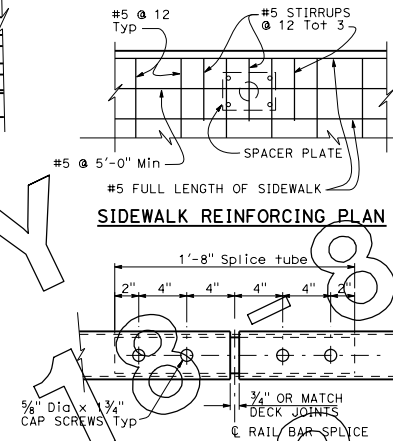 #5 @ 12
Typ
#5 STIRRUPS
@ 12 Tot 3
#5 @ 5'-0" Min
SPACER PLATE
#5 FULL LENGTH OF SIDEWALK
SIDEWALK REINFORCING PLAN
1'-8" Splice tube
2" 4" 4" 4" 4" 2"
⅝" Dia x 1¾"
CAP SCREWS Typ
¾" OR MATCH
DECK JOINTS
℄ RAIL BAR SPLICE